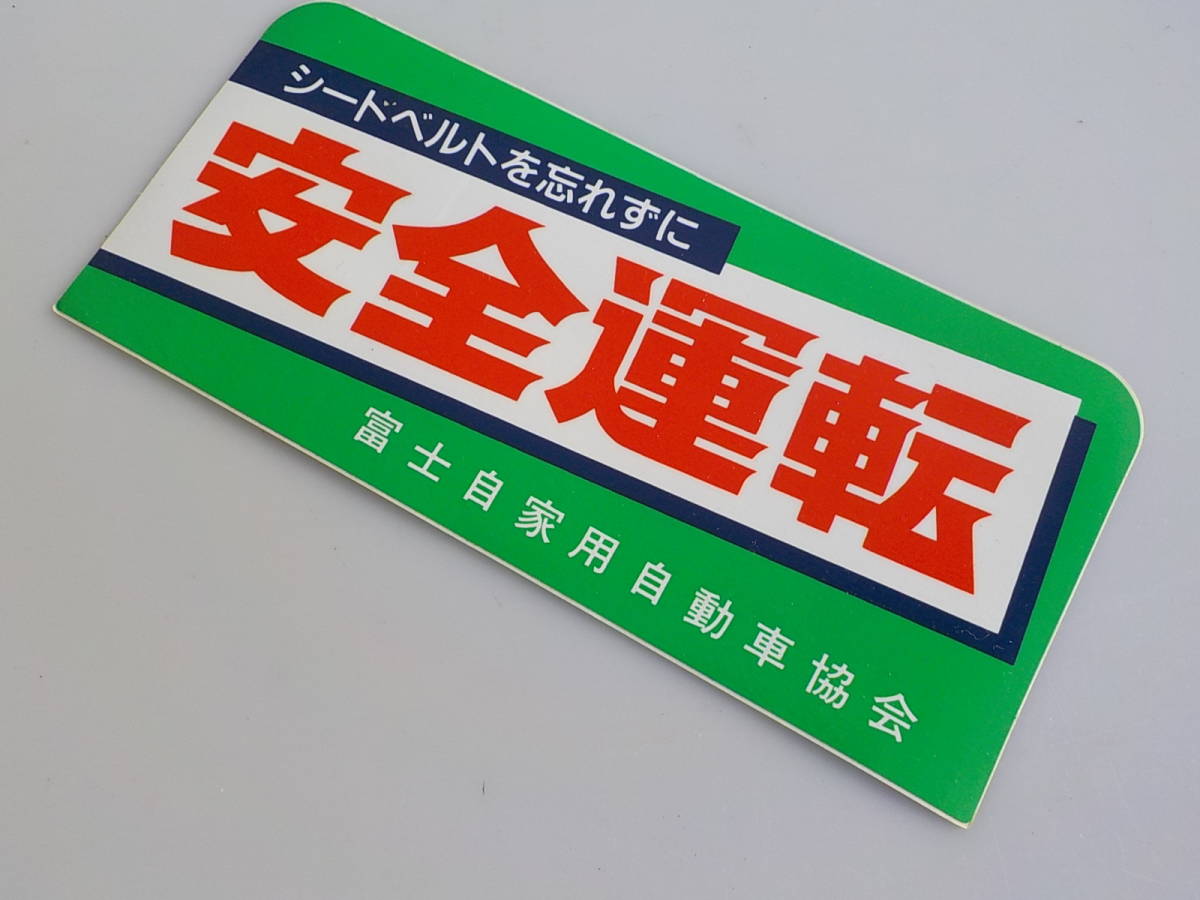 シートベルトを忘れずに
安全運転
富士自家用自動車協会